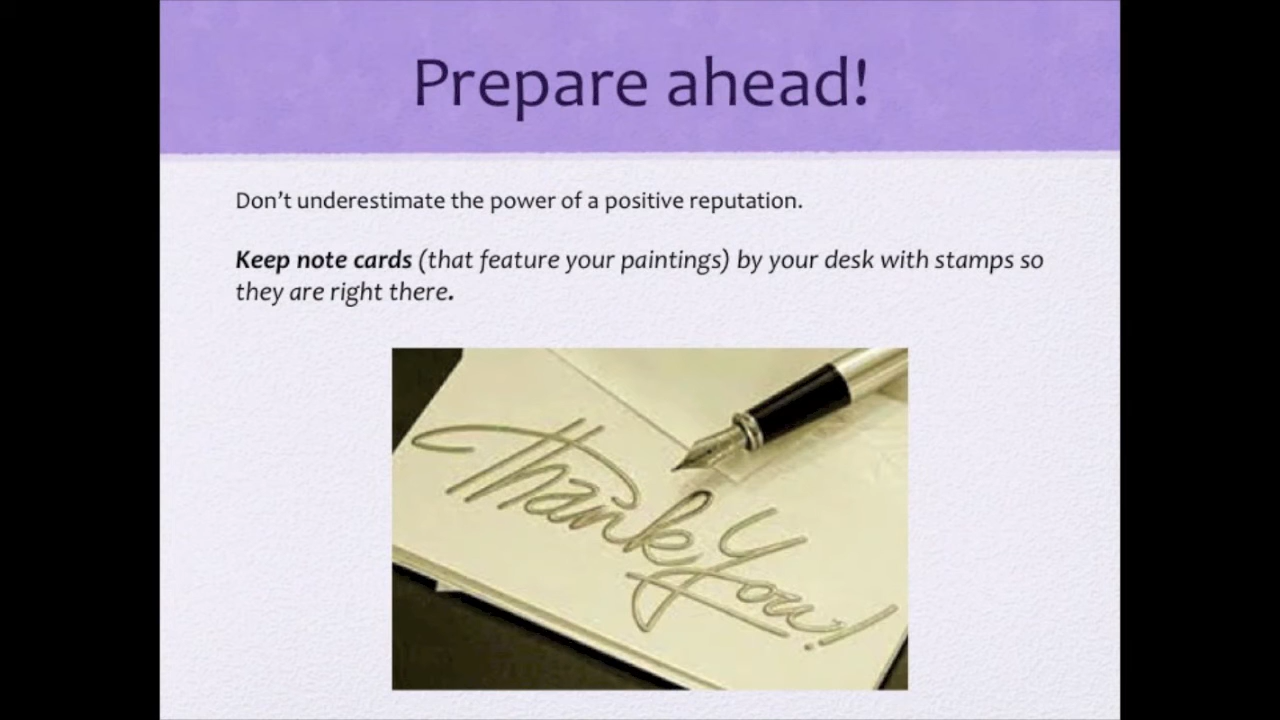 Prepare ahead!
Don’t underestimate the power of a positive reputation.
Keep note cards (that feature your paintings) by your desk with stamps so
they are right there.
Thank You!